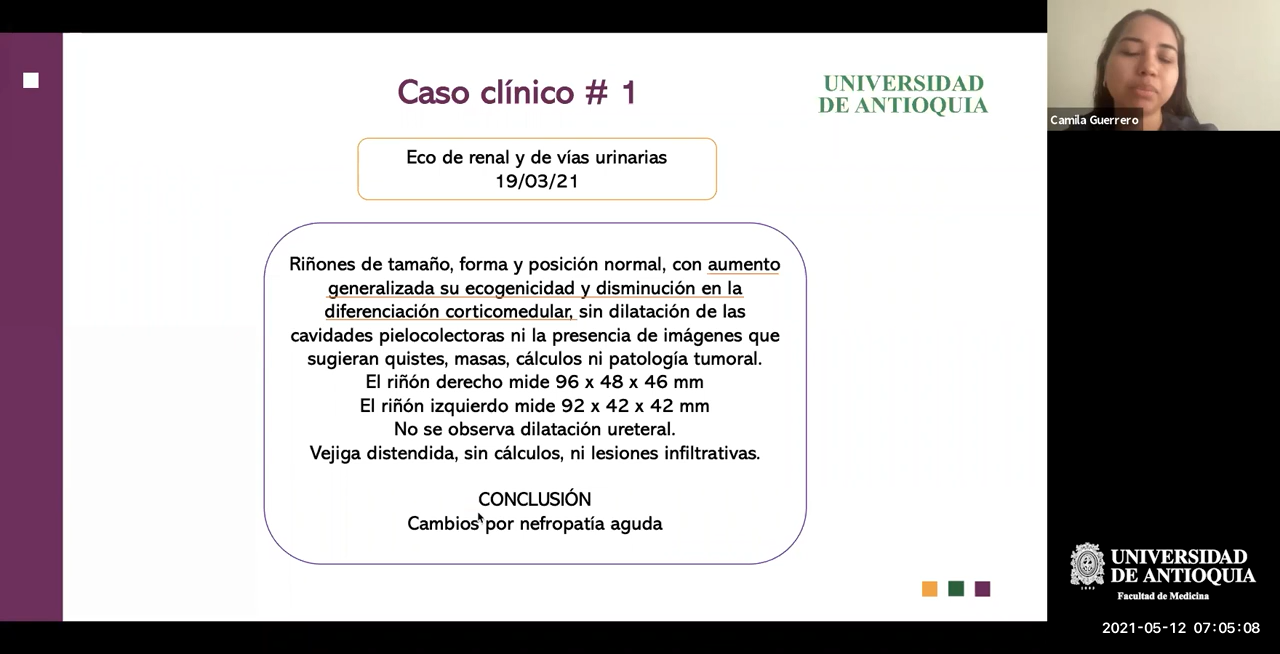 Caso clínico # 1
UNIVERSIDAD
DE ANTIOQUIA
Eco de renal y de vías urinarias
19/03/21
Riñones de tamaño, forma y posición normal, con aumento
generalizada su ecogenicidad y disminución en la
diferenciación corticomedular, sin dilatación de las
cavidades pielocolectoras ni la presencia de imágenes que
sugieran quistes, masas, cálculos ni patología tumoral.
El riñón derecho mide 96 x 48 x 46 mm
El riñón izquierdo mide 92 x 42 x 42 mm
No se observa dilatación ureteral.
Vejiga distendida, sin cálculos, ni lesiones infiltrativas.
CONCLUSIÓN
Cambios por nefropatía aguda
Camila Guerrero
UNIVERSIDAD
DE ANTIOQUIA
Facultad de Medicina
2021-05-12 07:05:08